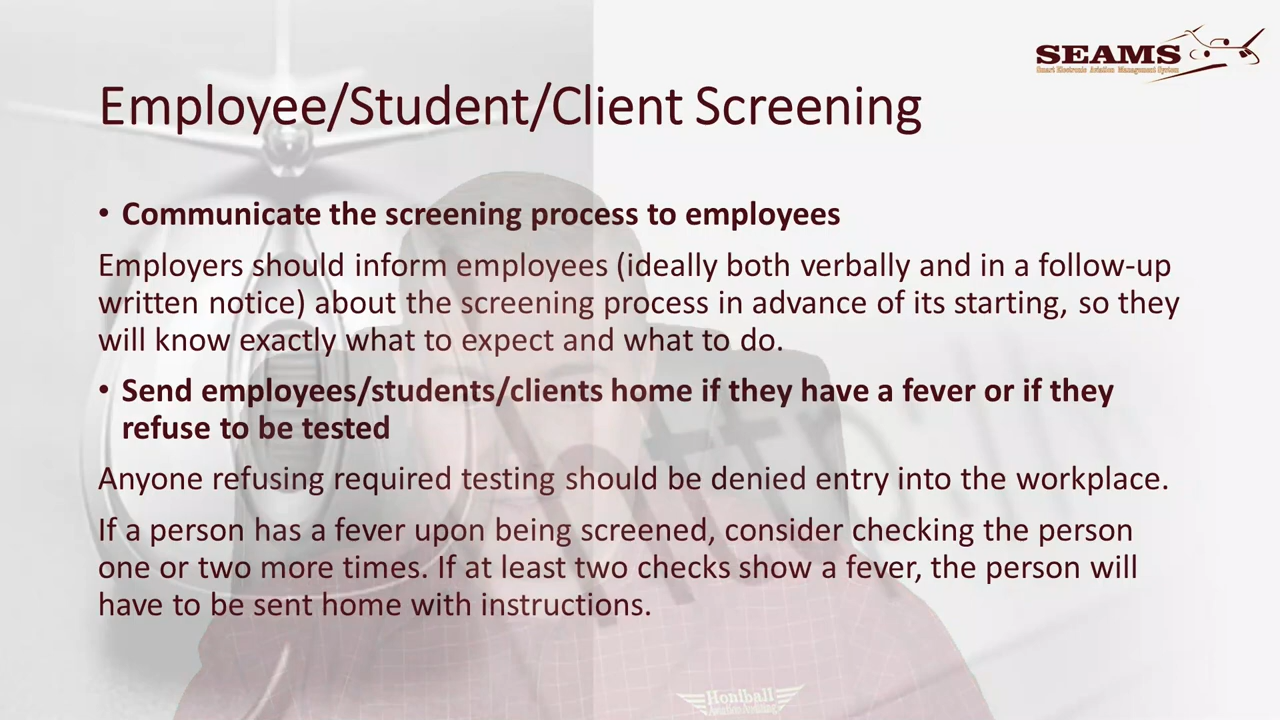 SEAMS
Smart Electronic Aviation Management System
Employee/Student/Client Screening
• Communicate the screening process to employees
Employers should inform employees (ideally both verbally and in a follow-up
written notice) about the screening process in advance of its starting, so they
will know exactly what to expect and what to do.
• Send employees/students/clients home if they have a fever or if they
refuse to be tested
Anyone refusing required testing should be denied entry into the workplace.
If a person has a fever upon being screened, consider checking the person
one or two more times. If at least two checks show a fever, the person will
have to be sent home with instructions.